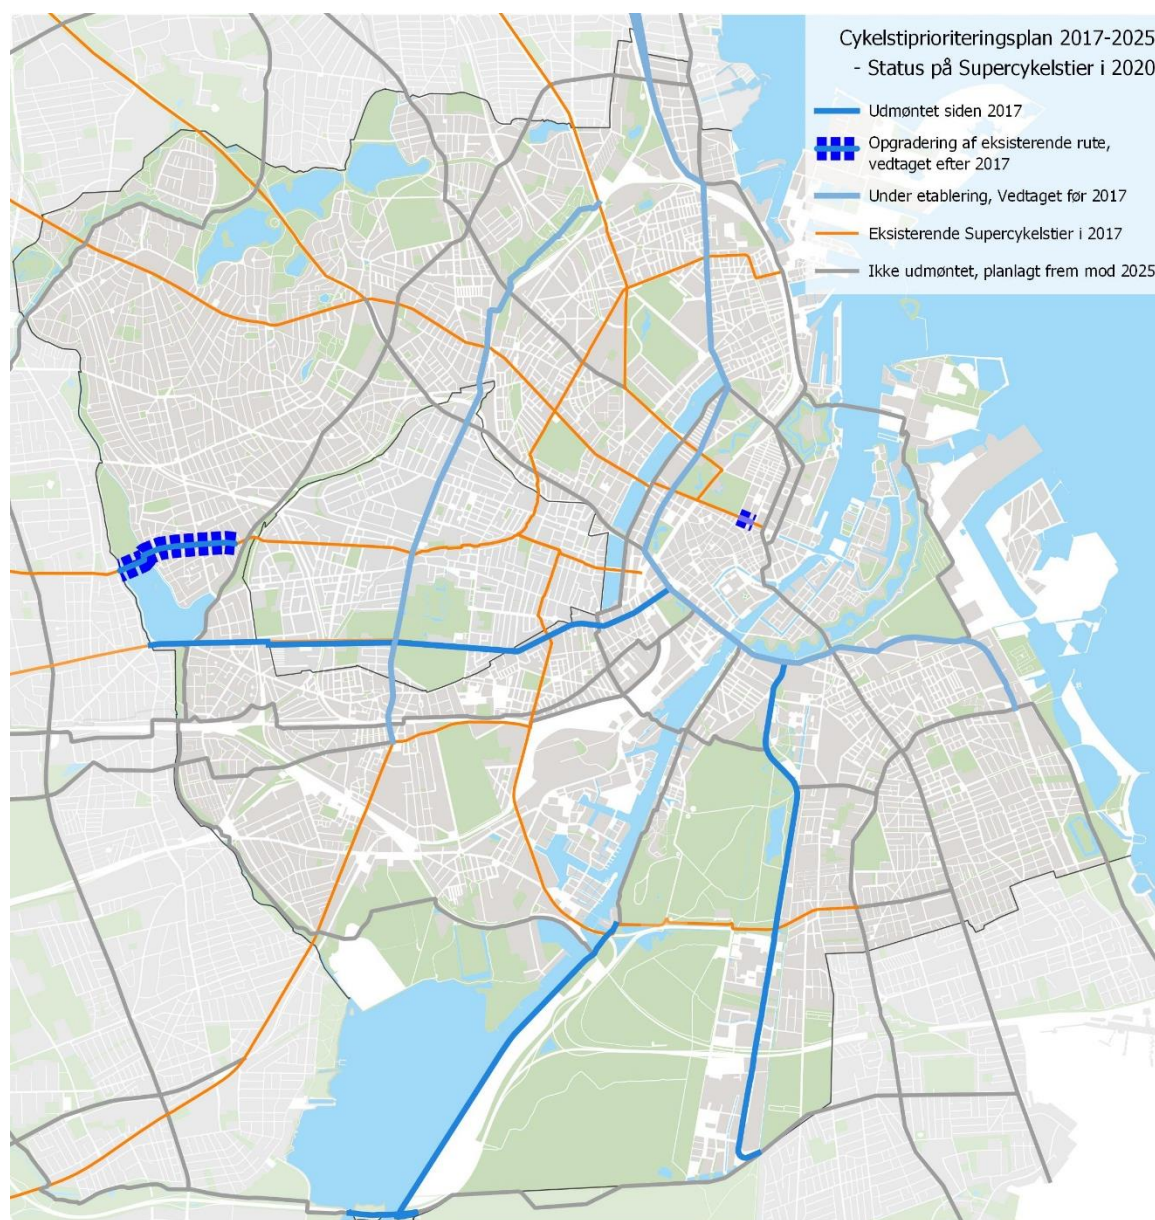 Cykelstiprioriteringsplan 2017-2025
- Status på Supercykelstier i 2020
Udmøntet siden 2017
Opgradering af eksisterende rute,
vedtaget efter 2017
Under etablering, Vedtaget før 2017
Eksisterende Supercykelstier i 2017
Ikke udmøntet, planlagt frem mod 2025